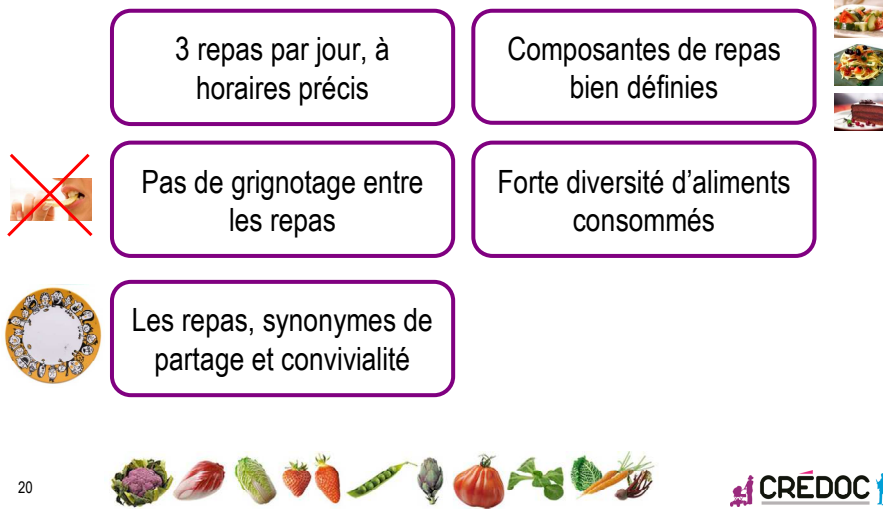 3 repas par jour, à
horaires précis
Composantes de repas
bien définies
Pas de grignotage entre
les repas
Forte diversité d’aliments
consommés
Les repas, synonymes de
partage et convivialité
20
CRÉDOC